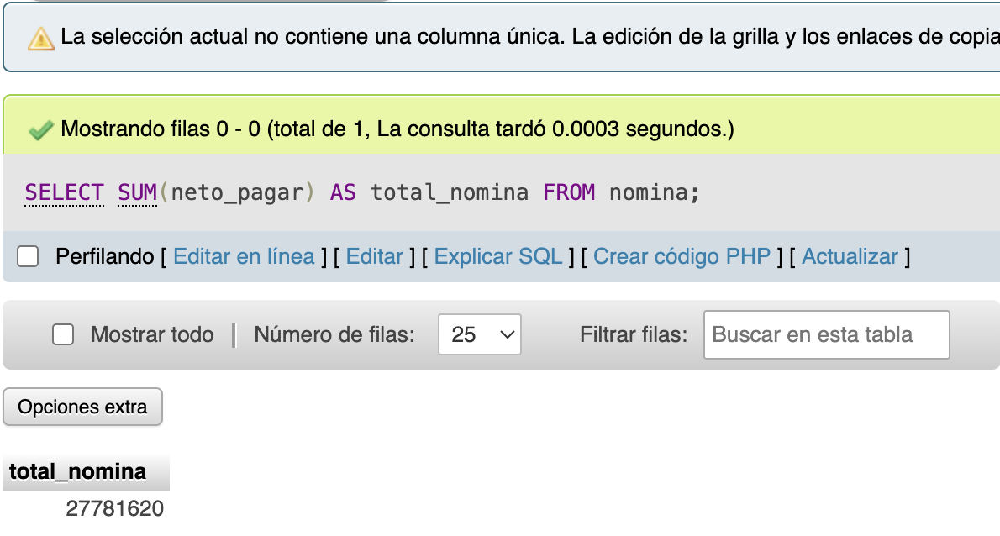 La selección actual no contiene una columna única. La edición de la grilla y los enlaces de copia
Mostrando filas 0 - 0 (total de 1, La consulta tardó 0.0003 segundos.)
SELECT SUM(neto_pagar) AS total_nomina FROM nomina;
Perfilando [ Editar en línea ] [ Editar ] [ Explicar SQL ] [ Crear código PHP ] [ Actualizar ]
Mostrar todo | Número de filas: 25 Filtrar filas: Buscar en esta tabla
Opciones extra
total_nomina
27781620